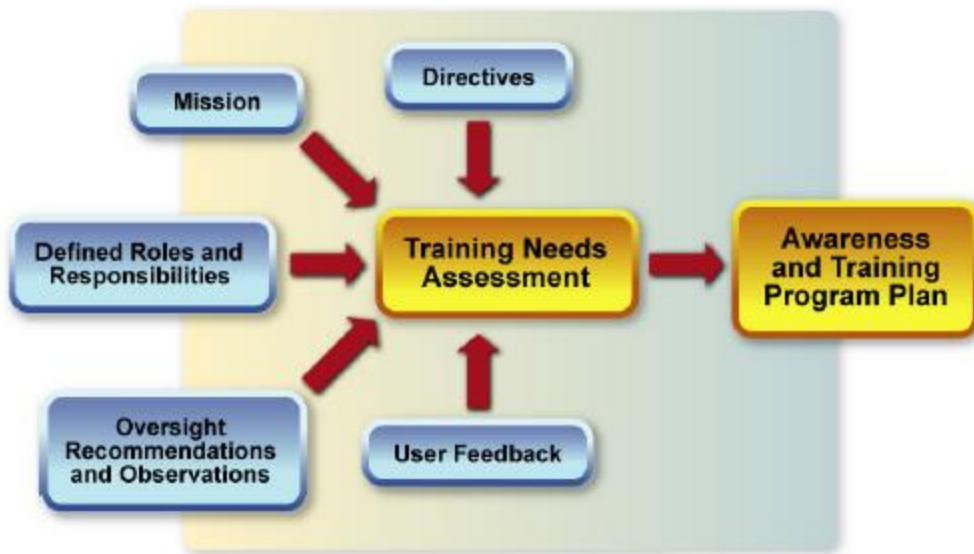 Mission
Directives
Defined Roles and
Responsibilities
Training Needs
Assessment
Awareness
and Training
Program Plan
Oversight
Recommendations
and Observations
User Feedback